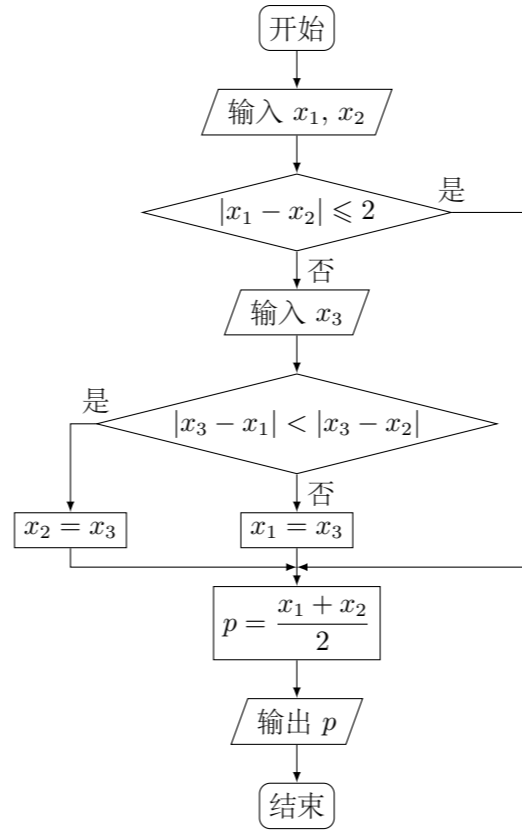 开始
输入 x₁, x₂
|x₁ − x₂| ⩽ 2
是
否
输入 x₃
是
|x₃ − x₁| < |x₃ − x₂|
否
x₂ = x₃
x₁ = x₃
p = (x₁ + x₂)/2
输出 p
结束